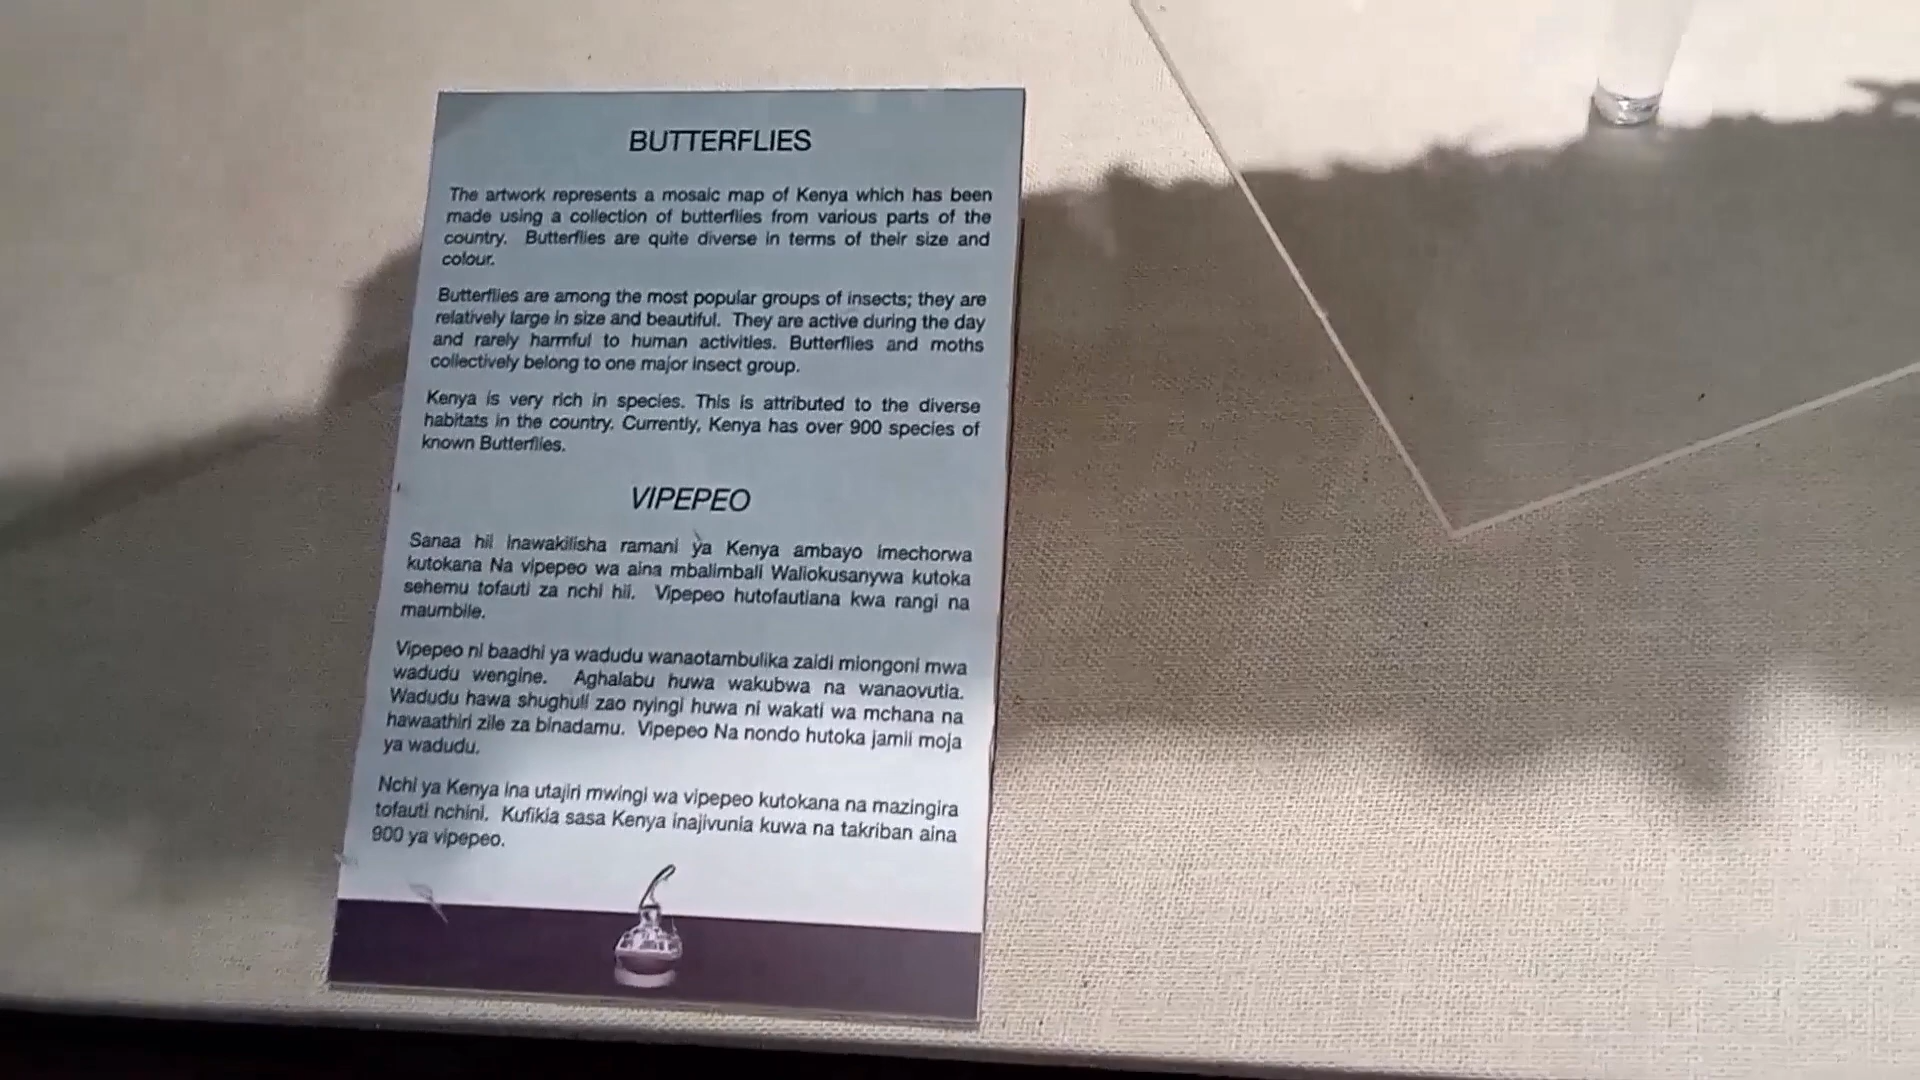 BUTTERFLIES
The artwork represents a mosaic map of Kenya which has been
made using a collection of butterflies from various parts of the
country. Butterflies are quite diverse in terms of their size and
colour.
Butterflies are among the most popular groups of insects; they are
relatively large in size and beautiful. They are active during the day
and rarely harmful to human activities. Butterflies and moths
collectively belong to one major insect group.
Kenya is very rich in species. This is attributed to the diverse
habitats in the country. Currently, Kenya has over 900 species of
known Butterflies.
VIPEPEO
Sanaa hii inawakilisha ramani ya Kenya ambayo imechorwa
kutokana Na vipepeo wa aina mbalimbali Waliokusanywa kutoka
sehemu tofauti za nchi hii. Vipepeo hutofautiana kwa rangi na
maumbile.
Vipepeo ni baadhi ya wadudu wanaotambulika zaidi miongoni mwa
wadudu wengine. Aghalabu huwa wakubwa na wanaovutia.
Wadudu hawa shughuli zao nyingi huwa ni wakati wa mchana na
hawaathiri zile za binadamu. Vipepeo Na nondo hutoka jamii moja
ya wadudu.
Nchi ya Kenya ina utajiri mwingi wa vipepeo kutokana na mazingira
tofauti nchini. Kufikia sasa Kenya inajivunia kuwa na takriban aina
900 ya vipepeo.